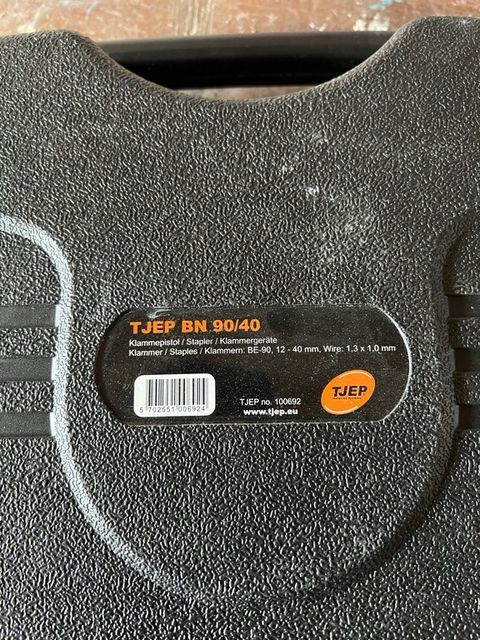 TJEP BN 90/40
Klammepistol / Stapler / Klammergeräte
Klammer / Staples / Klammern: BE-90, 12 - 40 mm, Wire: 1,3 x 1,0 mm
5 702551 006924
TJEP no. 100692
www.tjep.eu
TJEP